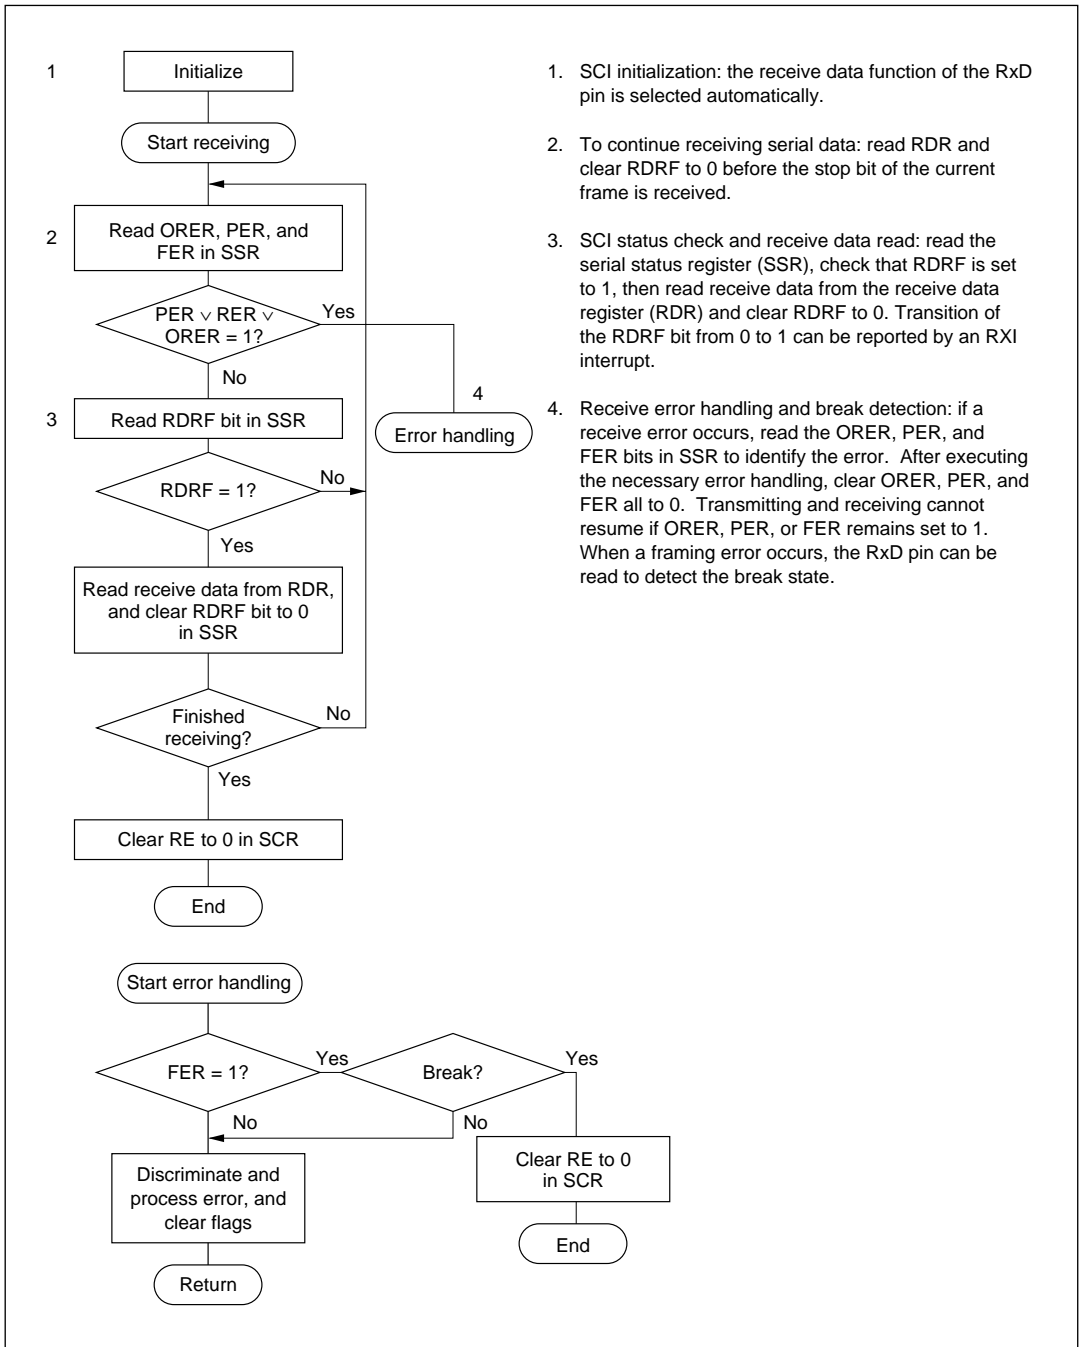 1
Initialize
Start receiving
2
Read ORER, PER, and
FER in SSR
PER ∨ RER ∨
ORER = 1?
Yes
No
4
Error handling
3
Read RDRF bit in SSR
RDRF = 1?
No
Yes
Read receive data from RDR,
and clear RDRF bit to 0
in SSR
Finished
receiving?
No
Yes
Clear RE to 0 in SCR
End
1. SCI initialization: the receive data function of the RxD
pin is selected automatically.
2. To continue receiving serial data: read RDR and
clear RDRF to 0 before the stop bit of the current
frame is received.
3. SCI status check and receive data read: read the
serial status register (SSR), check that RDRF is set
to 1, then read receive data from the receive data
register (RDR) and clear RDRF to 0. Transition of
the RDRF bit from 0 to 1 can be reported by an RXI
interrupt.
4. Receive error handling and break detection: if a
receive error occurs, read the ORER, PER, and
FER bits in SSR to identify the error. After executing
the necessary error handling, clear ORER, PER, and
FER all to 0. Transmitting and receiving cannot
resume if ORER, PER, or FER remains set to 1.
When a framing error occurs, the RxD pin can be
read to detect the break state.
Start error handling
FER = 1?
Yes
Break?
Yes
No
No
Clear RE to 0
in SCR
Discriminate and
process error, and
clear flags
End
Return